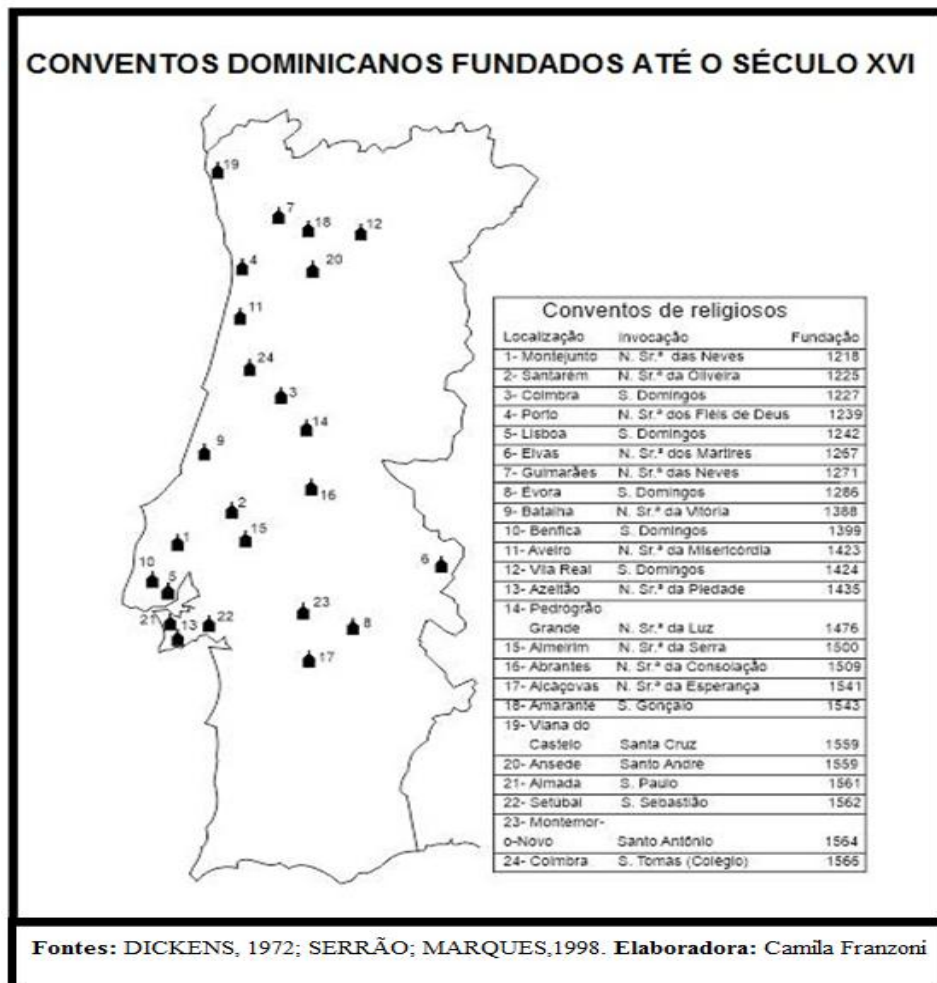 CONVENTOS DOMINICANOS FUNDADOS ATÉ O SÉCULO XVI
19
7
18
12
4
20
11
24
3
14
9
16
2
15
1
10
5
6
21
13
22
23
8
17
Conventos de religiosos
Localização Invocação Fundação
1- Montejunto N. Sr.ª das Neves 1218
2- Santarém N. Sr.ª da Oliveira 1225
3- Coimbra S. Domingos 1227
4- Porto N. Sr.ª dos Fiéis de Deus 1239
5- Lisboa S. Domingos 1242
6- Elvas N. Sr.ª dos Mártires 1267
7- Guimarães N. Sr.ª das Neves 1271
8- Évora S. Domingos 1286
9- Batalha N. Sr.ª da Vitória 1388
10- Benfica S. Domingos 1399
11- Aveiro N. Sr.ª da Misericórdia 1423
12- Vila Real S. Domingos 1424
13- Azeitão N. Sr.ª da Piedade 1435
14- Pedrógrão
Grande N. Sr.ª da Luz 1476
15- Almeirim N. Sr.ª da Serra 1500
16- Abrantes N. Sr.ª da Consolação 1509
17- Alcaçovas N. Sr.ª da Esperança 1541
18- Amarante S. Gonçalo 1543
19- Viana do
Castelo Santa Cruz 1559
20- Ansede Santo André 1559
21- Almada S. Paulo 1561
22- Setúbal S. Sebastião 1562
23- Montemor-
o-Novo Santo Antônio 1564
24- Coimbra S. Tomás (Colégio) 1566
Fontes: DICKENS, 1972; SERRÃO; MARQUES,1998. Elaboradora: Camila Franzoni